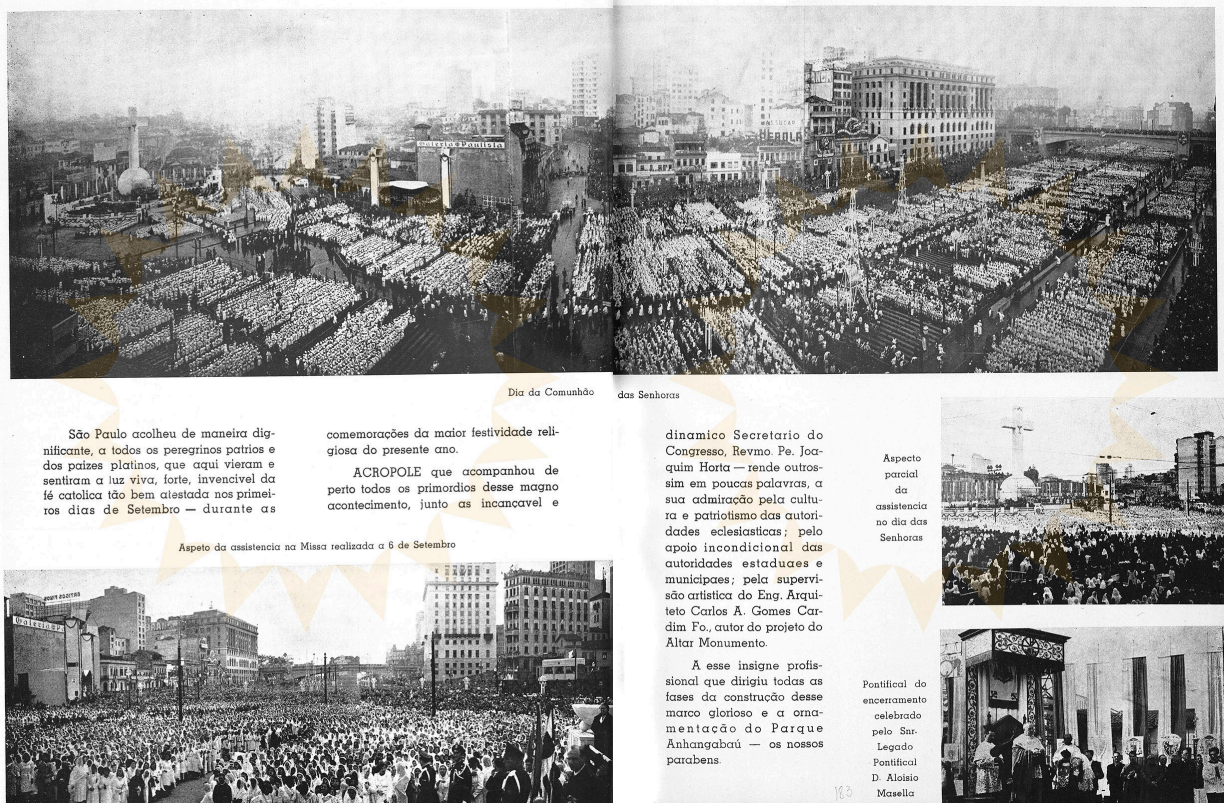 Galeria Paulista
Dia da Comunhão das Senhoras
São Paulo acolheu de maneira dig-
nificante, a todos os peregrinos patrios e
dos paizes platinos, que aqui vieram e
sentiram a luz viva, forte, invencivel da
fé catolica tão bem atestada nos primei-
ros dias de Setembro — durante as
comemorações da maior festividade reli-
giosa do presente ano.
ACROPOLE que acompanhou de
perto todos os primordios desse magno
acontecimento, junto as incançavel e
Aspeto da assistencia na Missa realizada a 6 de Setembro
Galeria
dinamico Secretario do
Congresso, Revmo. Pe. Joa-
quim Horta — rende outros-
sim em poucas palavras, a
sua admiração pela cultu-
ra e patriotismo das autori-
dades eclesiasticas; pelo
apoio incondicional das
autoridades estaduaes e
municipaes; pela supervi-
são artistica do Eng. Arqui-
teto Carlos A. Gomes Car-
dim Fo., autor do projeto do
Altar Monumento.
A esse insigne profis-
sional que dirigiu todas as
fases da construção desse
marco glorioso e a orna-
mentação do Parque
Anhangabaú — os nossos
parabens.
Aspecto
parcial
da
assistencia
no dia das
Senhoras
Pontifical do
encerramento
celebrado
pelo Snr-
Legado
Pontifical
D. Aloisio
Masella
183